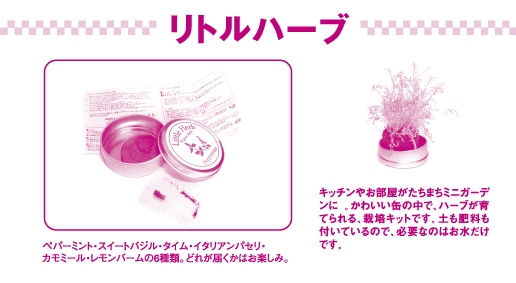 リトルハーブ
Little Herb
キッチンやお部屋がたちまちミニガーデ
ンに 。かわいい缶の中で、ハーブが育
てられる、栽培キットです。土も肥料も
付いているので、必要なのはお水だけ
です。
ペパーミント・スイートバジル・タイム・イタリアンパセリ・
カモミール・レモンバームの6種類。どれが届くかはお楽しみ。